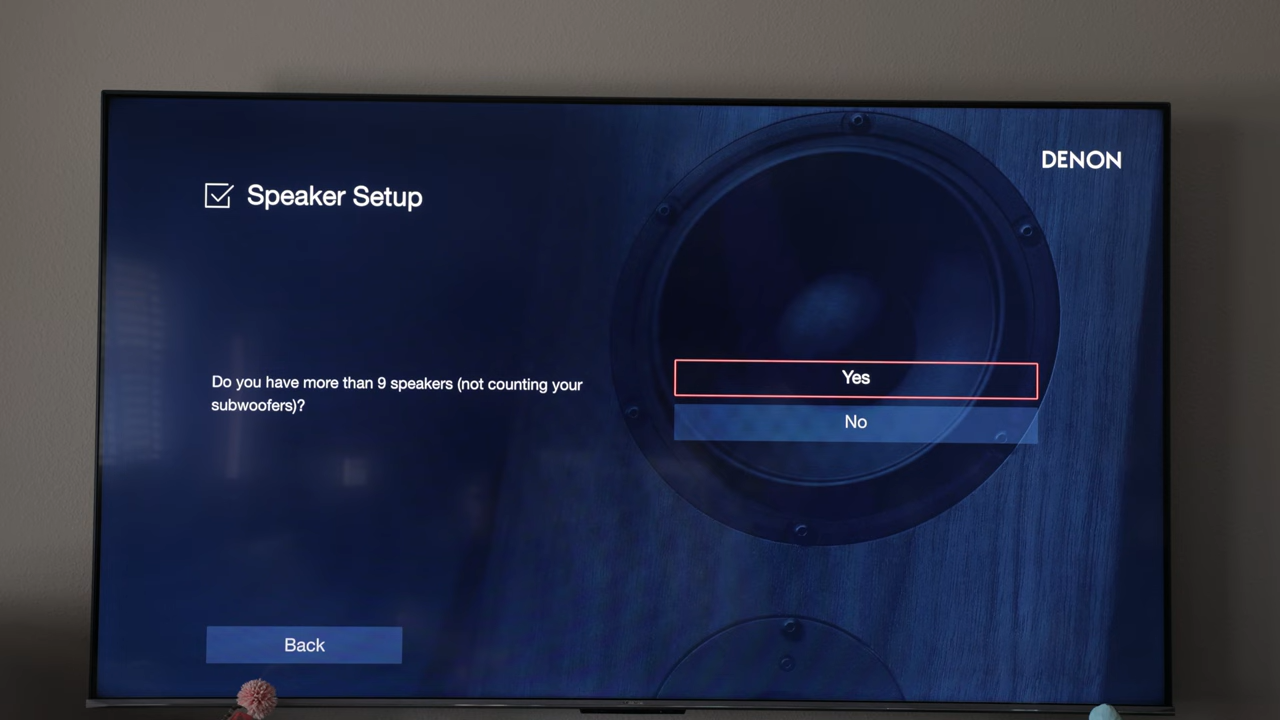 DENON
Speaker Setup
Do you have more than 9 speakers (not counting your
subwoofers)?
Yes
No
Back